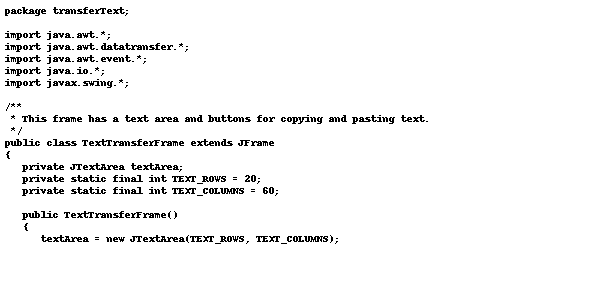 package transferText;

import java.awt.*;
import java.awt.datatransfer.*;
import java.awt.event.*;
import java.io.*;
import javax.swing.*;

/**
 * This frame has a text area and buttons for copying and pasting text.
 */
public class TextTransferFrame extends JFrame
{
   private JTextArea textArea;
   private static final int TEXT_ROWS = 20;
   private static final int TEXT_COLUMNS = 60;

   public TextTransferFrame()
   {
      textArea = new JTextArea(TEXT_ROWS, TEXT_COLUMNS);